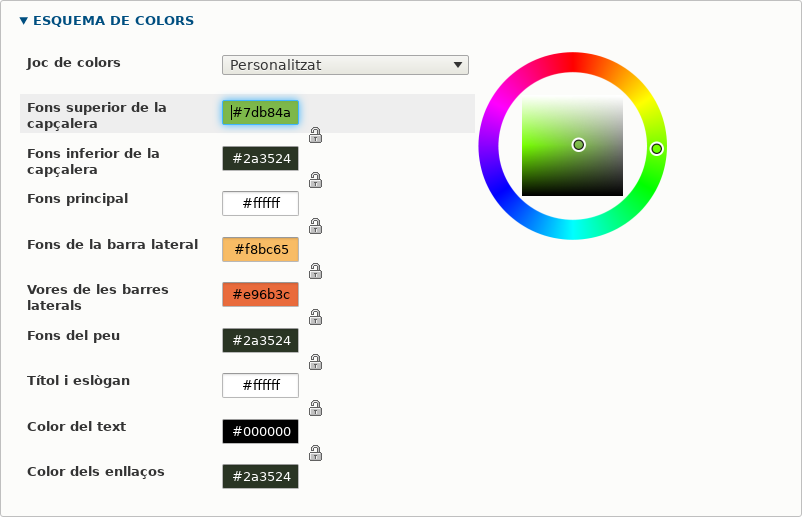 ESQUEMA DE COLORS
Joc de colors
Personalitzat
Fons superior de la
capçalera
#7db84a
Fons inferior de la
capçalera
#2a3524
Fons principal
#ffffff
Fons de la barra lateral
#f8bc65
Vores de les barres
laterals
#e96b3c
Fons del peu
#2a3524
Títol i eslògan
#ffffff
Color del text
#000000
Color dels enllaços
#2a3524